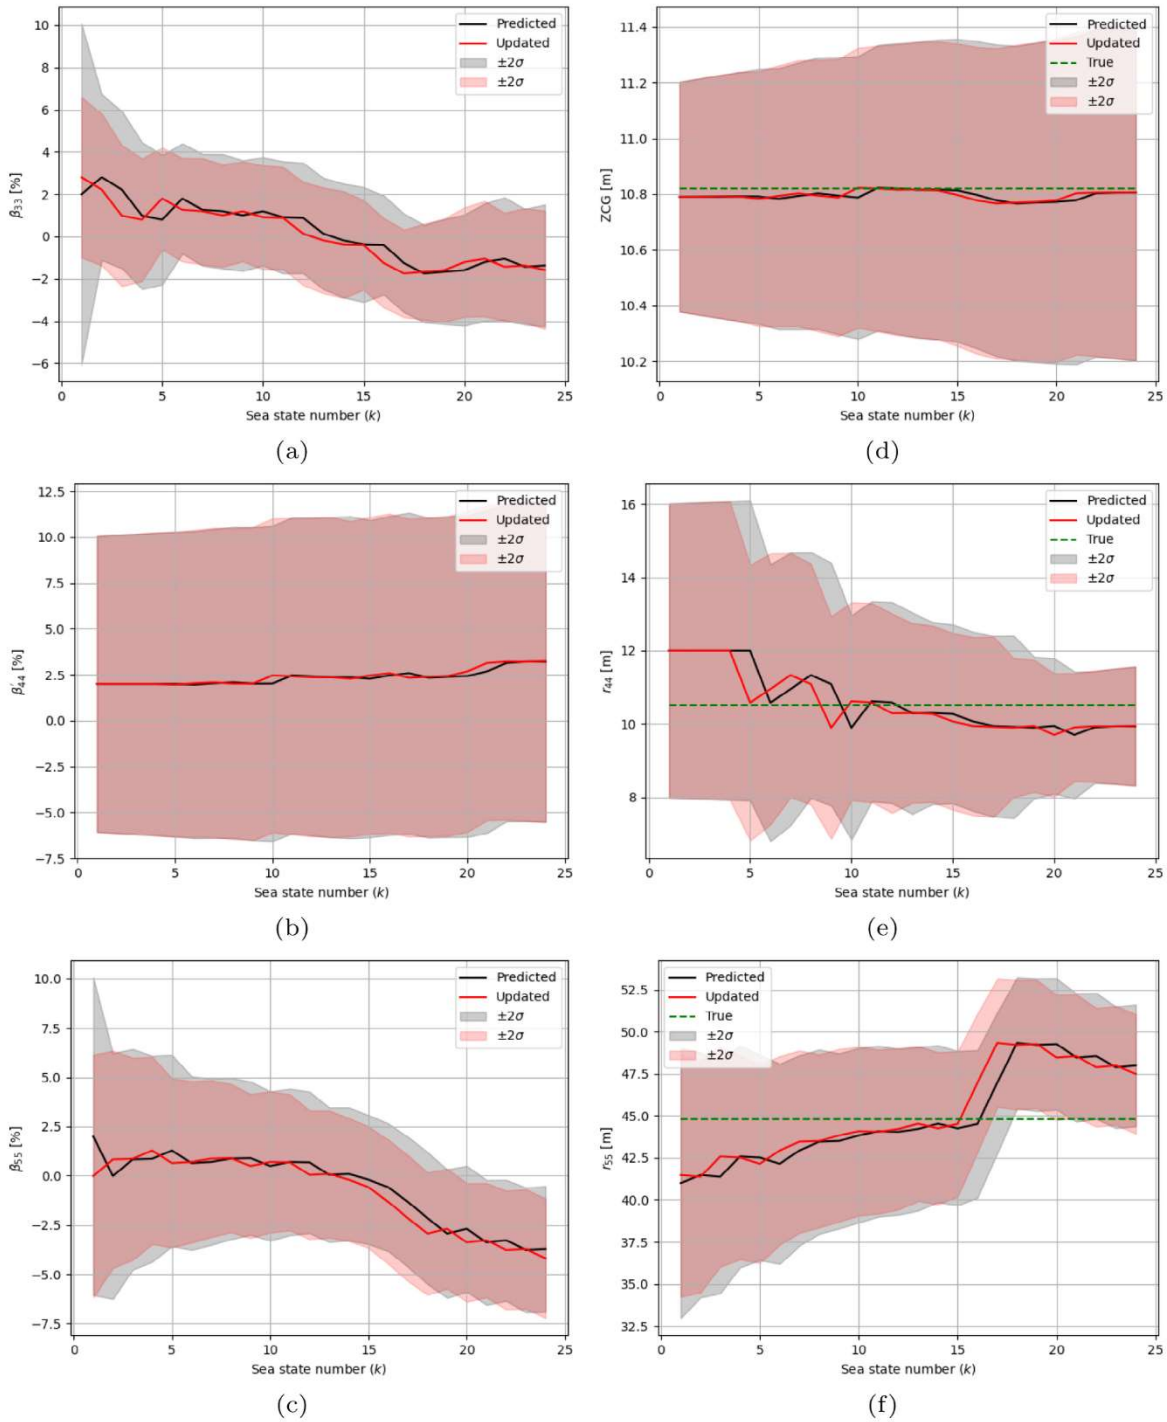 10
8
6
4
2
0
−2
−4
−6
β33 [%]
Predicted
Updated
±2σ
±2σ
0
5
10
15
20
25
Sea state number (k)
(a)
11.4
11.2
11.0
10.8
10.6
10.4
10.2
ZCG [m]
Predicted
Updated
True
±2σ
±2σ
0
5
10
15
20
25
Sea state number (k)
(d)
12.5
10.0
7.5
5.0
2.5
0.0
−2.5
−5.0
−7.5
β′44 [%]
Predicted
Updated
±2σ
±2σ
0
5
10
15
20
25
Sea state number (k)
(b)
16
14
12
10
8
r44 [m]
Predicted
Updated
True
±2σ
±2σ
0
5
10
15
20
25
Sea state number (k)
(e)
10.0
7.5
5.0
2.5
0.0
−2.5
−5.0
−7.5
β55 [%]
Predicted
Updated
±2σ
±2σ
0
5
10
15
20
25
Sea state number (k)
(c)
52.5
50.0
47.5
45.0
42.5
40.0
37.5
35.0
32.5
r55 [m]
Predicted
Updated
True
±2σ
±2σ
0
5
10
15
20
25
Sea state number (k)
(f)